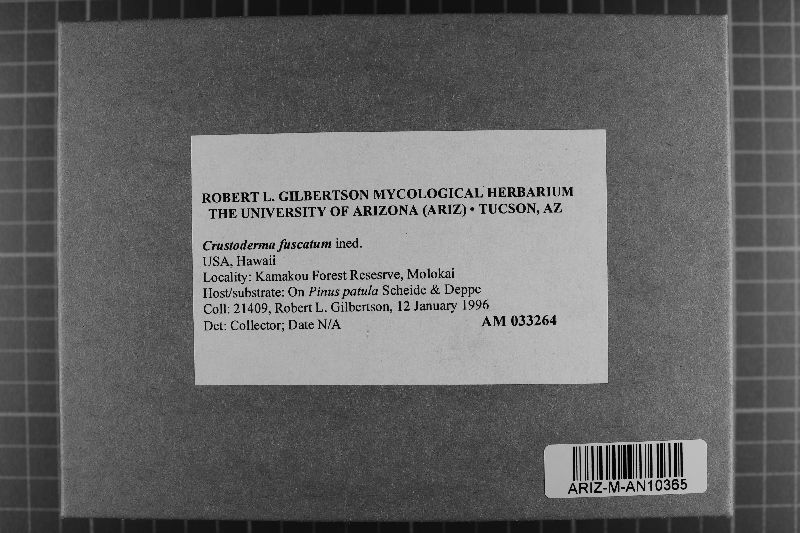 ROBERT L. GILBERTSON MYCOLOGICAL HERBARIUM
THE UNIVERSITY OF ARIZONA (ARIZ) • TUCSON, AZ
Crustoderma fuscatum ined.
USA, Hawaii
Locality: Kamakou Forest Resesrve, Molokai
Host/substrate: On Pinus patula Scheide & Deppe
Coll: 21409, Robert L. Gilbertson, 12 January 1996
Det: Collector; Date N/A AM 033264
ARIZ-M-AN10365